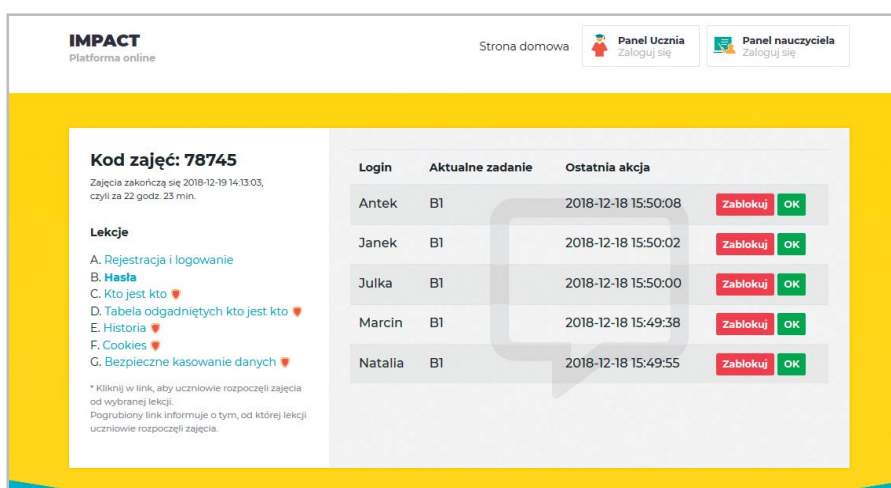 IMPACT
Platforma online
Strona domowa
Panel Ucznia
Zaloguj się
Panel nauczyciela
Zaloguj się
Kod zajęć: 78745
Zajęcia zakończą się 2018-12-19 14:13:03,
czyli za 22 godz. 23 min.
Lekcje
A. Rejestracja i logowanie
B. Hasła
C. Kto jest kto
D. Tabela odgadniętych kto jest kto
E. Historia
F. Cookies
G. Bezpieczne kasowanie danych
* Kliknij w link, aby uczniowie rozpoczęli zajęcia
od wybranej lekcji.
Pogrubiony link informuje o tym, od której lekcji
uczniowie rozpoczęli zajęcia.
Login Aktualne zadanie Ostatnia akcja
Antek B1 2018-12-18 15:50:08 Zablokuj OK
Janek B1 2018-12-18 15:50:02 Zablokuj OK
Julka B1 2018-12-18 15:50:00 Zablokuj OK
Marcin B1 2018-12-18 15:49:38 Zablokuj OK
Natalia B1 2018-12-18 15:49:55 Zablokuj OK